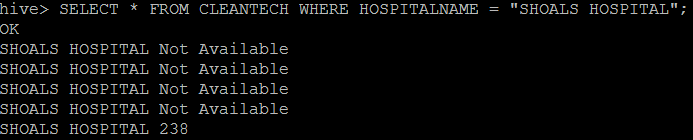 hive> SELECT * FROM CLEANTECH WHERE HOSPITALNAME = "SHOALS HOSPITAL";
OK
SHOALS HOSPITAL Not Available
SHOALS HOSPITAL Not Available
SHOALS HOSPITAL Not Available
SHOALS HOSPITAL Not Available
SHOALS HOSPITAL 238